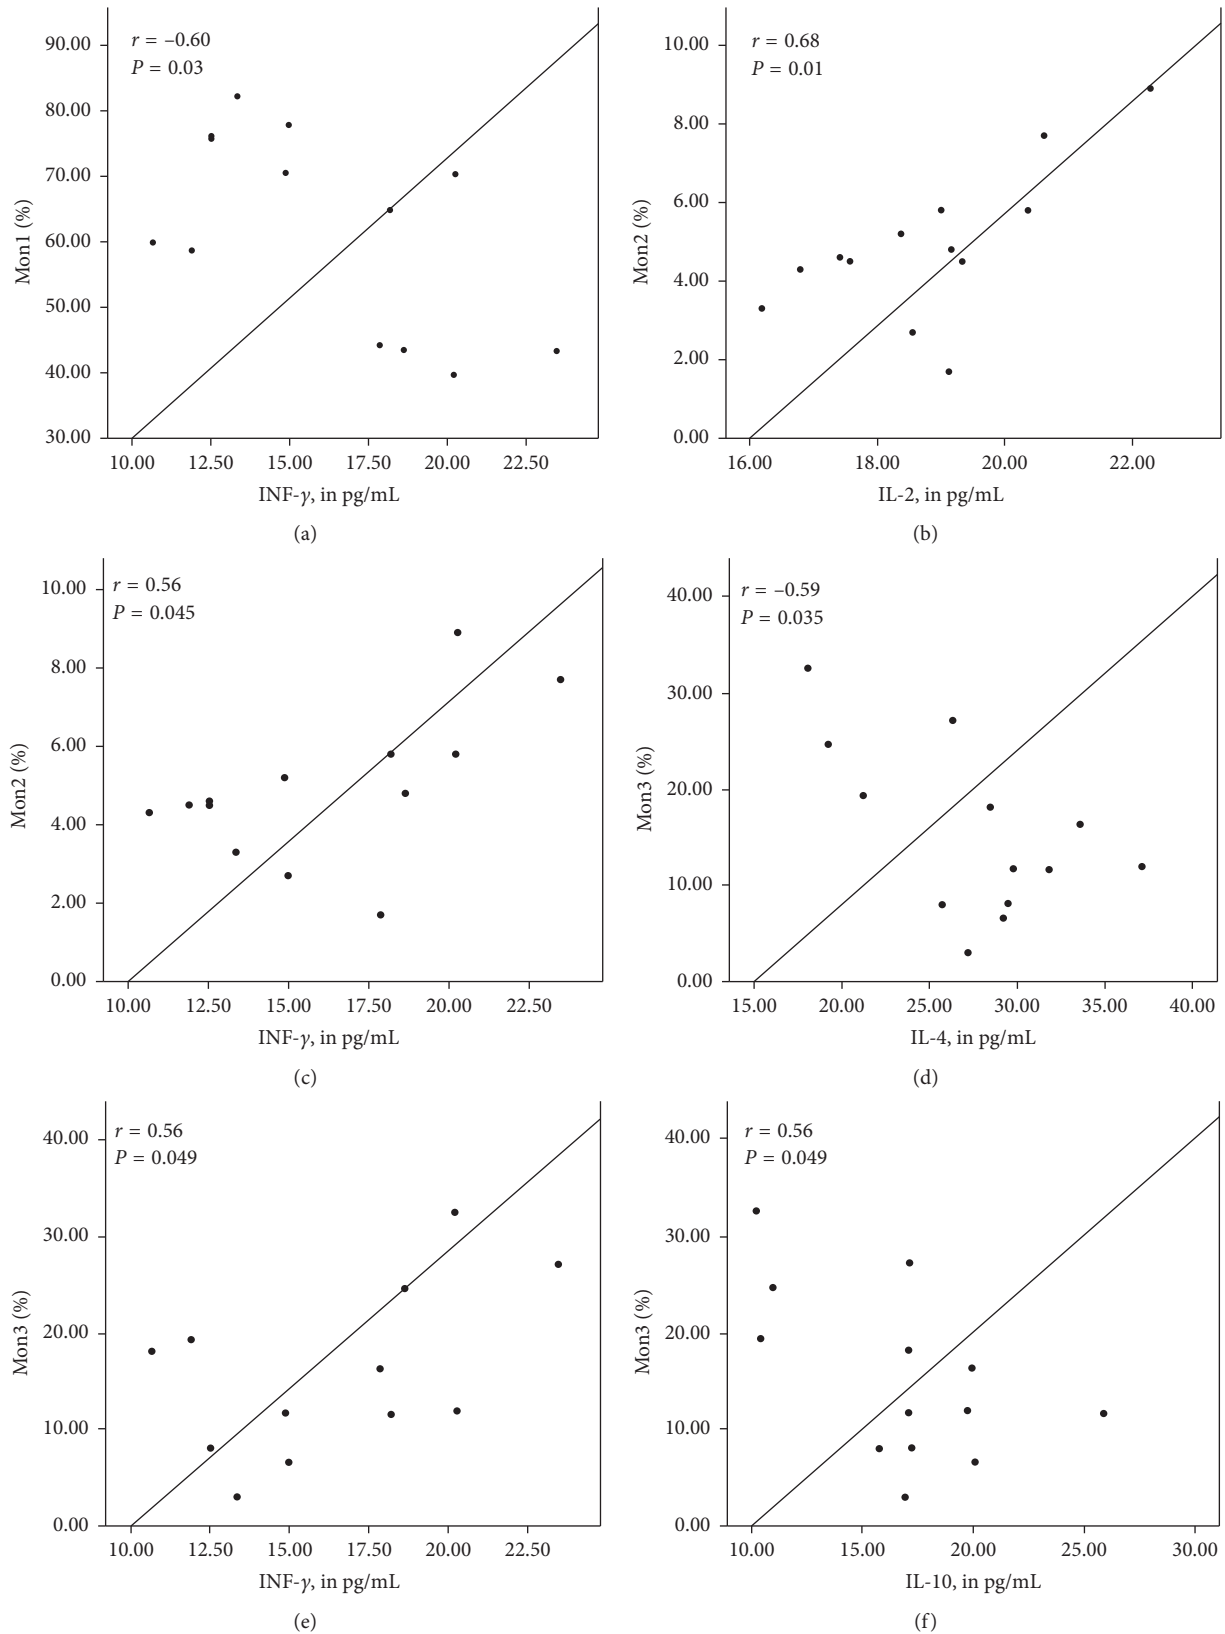 r = –0.60
P = 0.03
90.00
80.00
70.00
60.00
50.00
40.00
30.00
Mon1 (%)
10.00 12.50 15.00 17.50 20.00 22.50
INF-γ, in pg/mL
(a)
r = 0.68
P = 0.01
10.00
8.00
6.00
4.00
2.00
0.00
Mon2 (%)
16.00 18.00 20.00 22.00
IL-2, in pg/mL
(b)
r = 0.56
P = 0.045
10.00
8.00
6.00
4.00
2.00
0.00
Mon2 (%)
10.00 12.50 15.00 17.50 20.00 22.50
INF-γ, in pg/mL
(c)
r = –0.59
P = 0.035
40.00
30.00
20.00
10.00
0.00
Mon3 (%)
15.00 20.00 25.00 30.00 35.00 40.00
IL-4, in pg/mL
(d)
r = 0.56
P = 0.049
40.00
30.00
20.00
10.00
0.00
Mon3 (%)
10.00 12.50 15.00 17.50 20.00 22.50
INF-γ, in pg/mL
(e)
r = 0.56
P = 0.049
40.00
30.00
20.00
10.00
0.00
Mon3 (%)
10.00 15.00 20.00 25.00 30.00
IL-10, in pg/mL
(f)